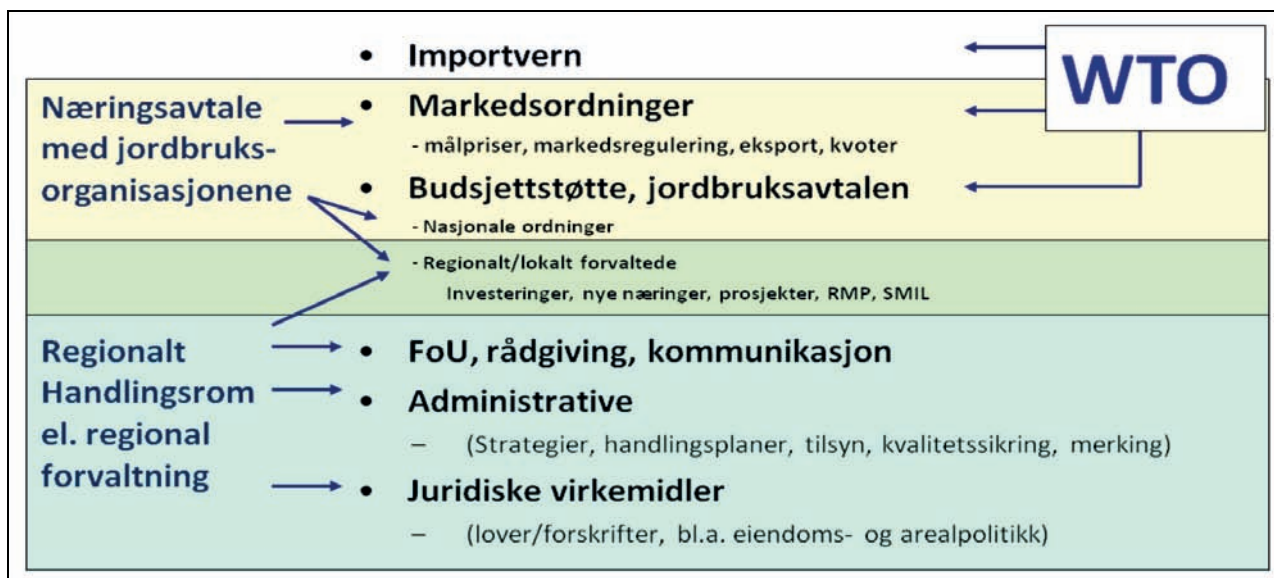 • Importvern
WTO
Næringsavtale
med jordbruks-
organisasjonene
• Markedsordninger
- målpriser, markedsregulering, eksport, kvoter
• Budsjettstøtte, jordbruksavtalen
- Nasjonale ordninger
- Regionalt/lokalt forvaltede
Investeringer, nye næringer, prosjekter, RMP, SMIL
Regionalt
Handlingsrom
el. regional
forvaltning
• FoU, rådgiving, kommunikasjon
• Administrative
– (Strategier, handlingsplaner, tilsyn, kvalitetssikring, merking)
• Juridiske virkemidler
– (lover/forskrifter, bl.a. eiendoms- og arealpolitikk)